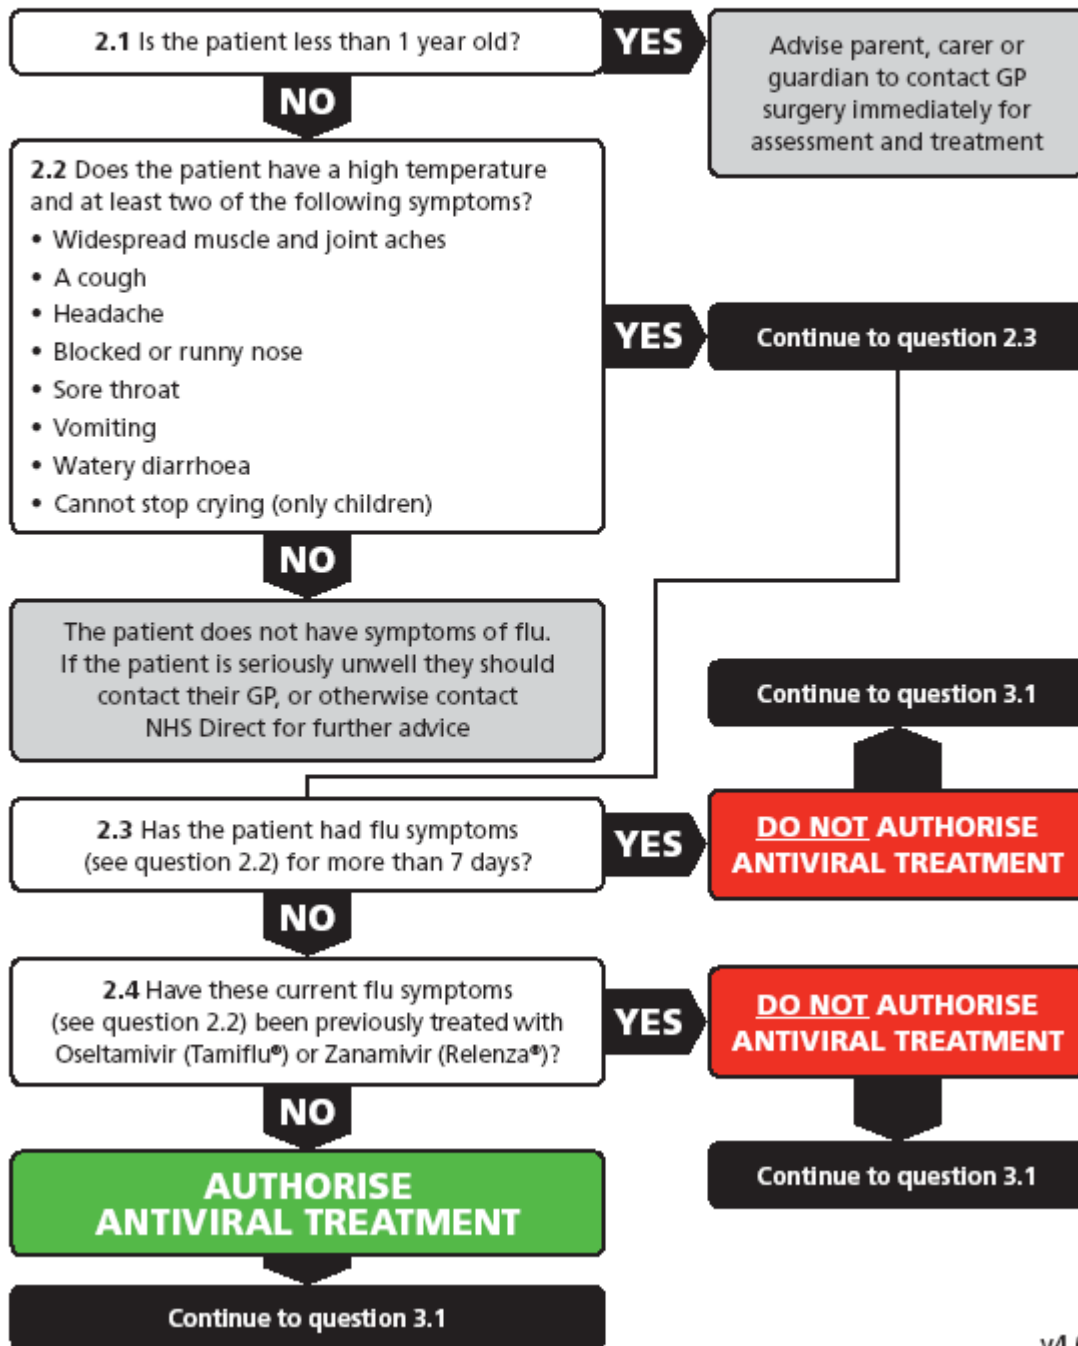 2.1 Is the patient less than 1 year old?
YES
Advise parent, carer or
guardian to contact GP
surgery immediately for
assessment and treatment
NO
2.2 Does the patient have a high temperature
and at least two of the following symptoms?
• Widespread muscle and joint aches
• A cough
• Headache
• Blocked or runny nose
• Sore throat
• Vomiting
• Watery diarrhoea
• Cannot stop crying (only children)
YES
Continue to question 2.3
NO
The patient does not have symptoms of flu.
If the patient is seriously unwell they should
contact their GP, or otherwise contact
NHS Direct for further advice
2.3 Has the patient had flu symptoms
(see question 2.2) for more than 7 days?
YES
DO NOT AUTHORISE
ANTIVIRAL TREATMENT
Continue to question 3.1
NO
2.4 Have these current flu symptoms
(see question 2.2) been previously treated with
Oseltamivir (Tamiflu®) or Zanamivir (Relenza®)?
YES
DO NOT AUTHORISE
ANTIVIRAL TREATMENT
Continue to question 3.1
NO
AUTHORISE
ANTIVIRAL TREATMENT
Continue to question 3.1